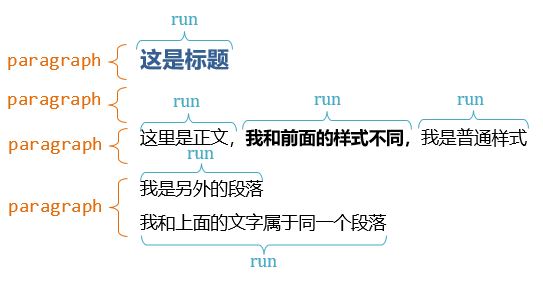 run
paragraph 这是标题
paragraph
run run run
paragraph 这里是正文，我和前面的样式不同，我是普通样式
run
我是另外的段落
paragraph
我和上面的文字属于同一个段落
run